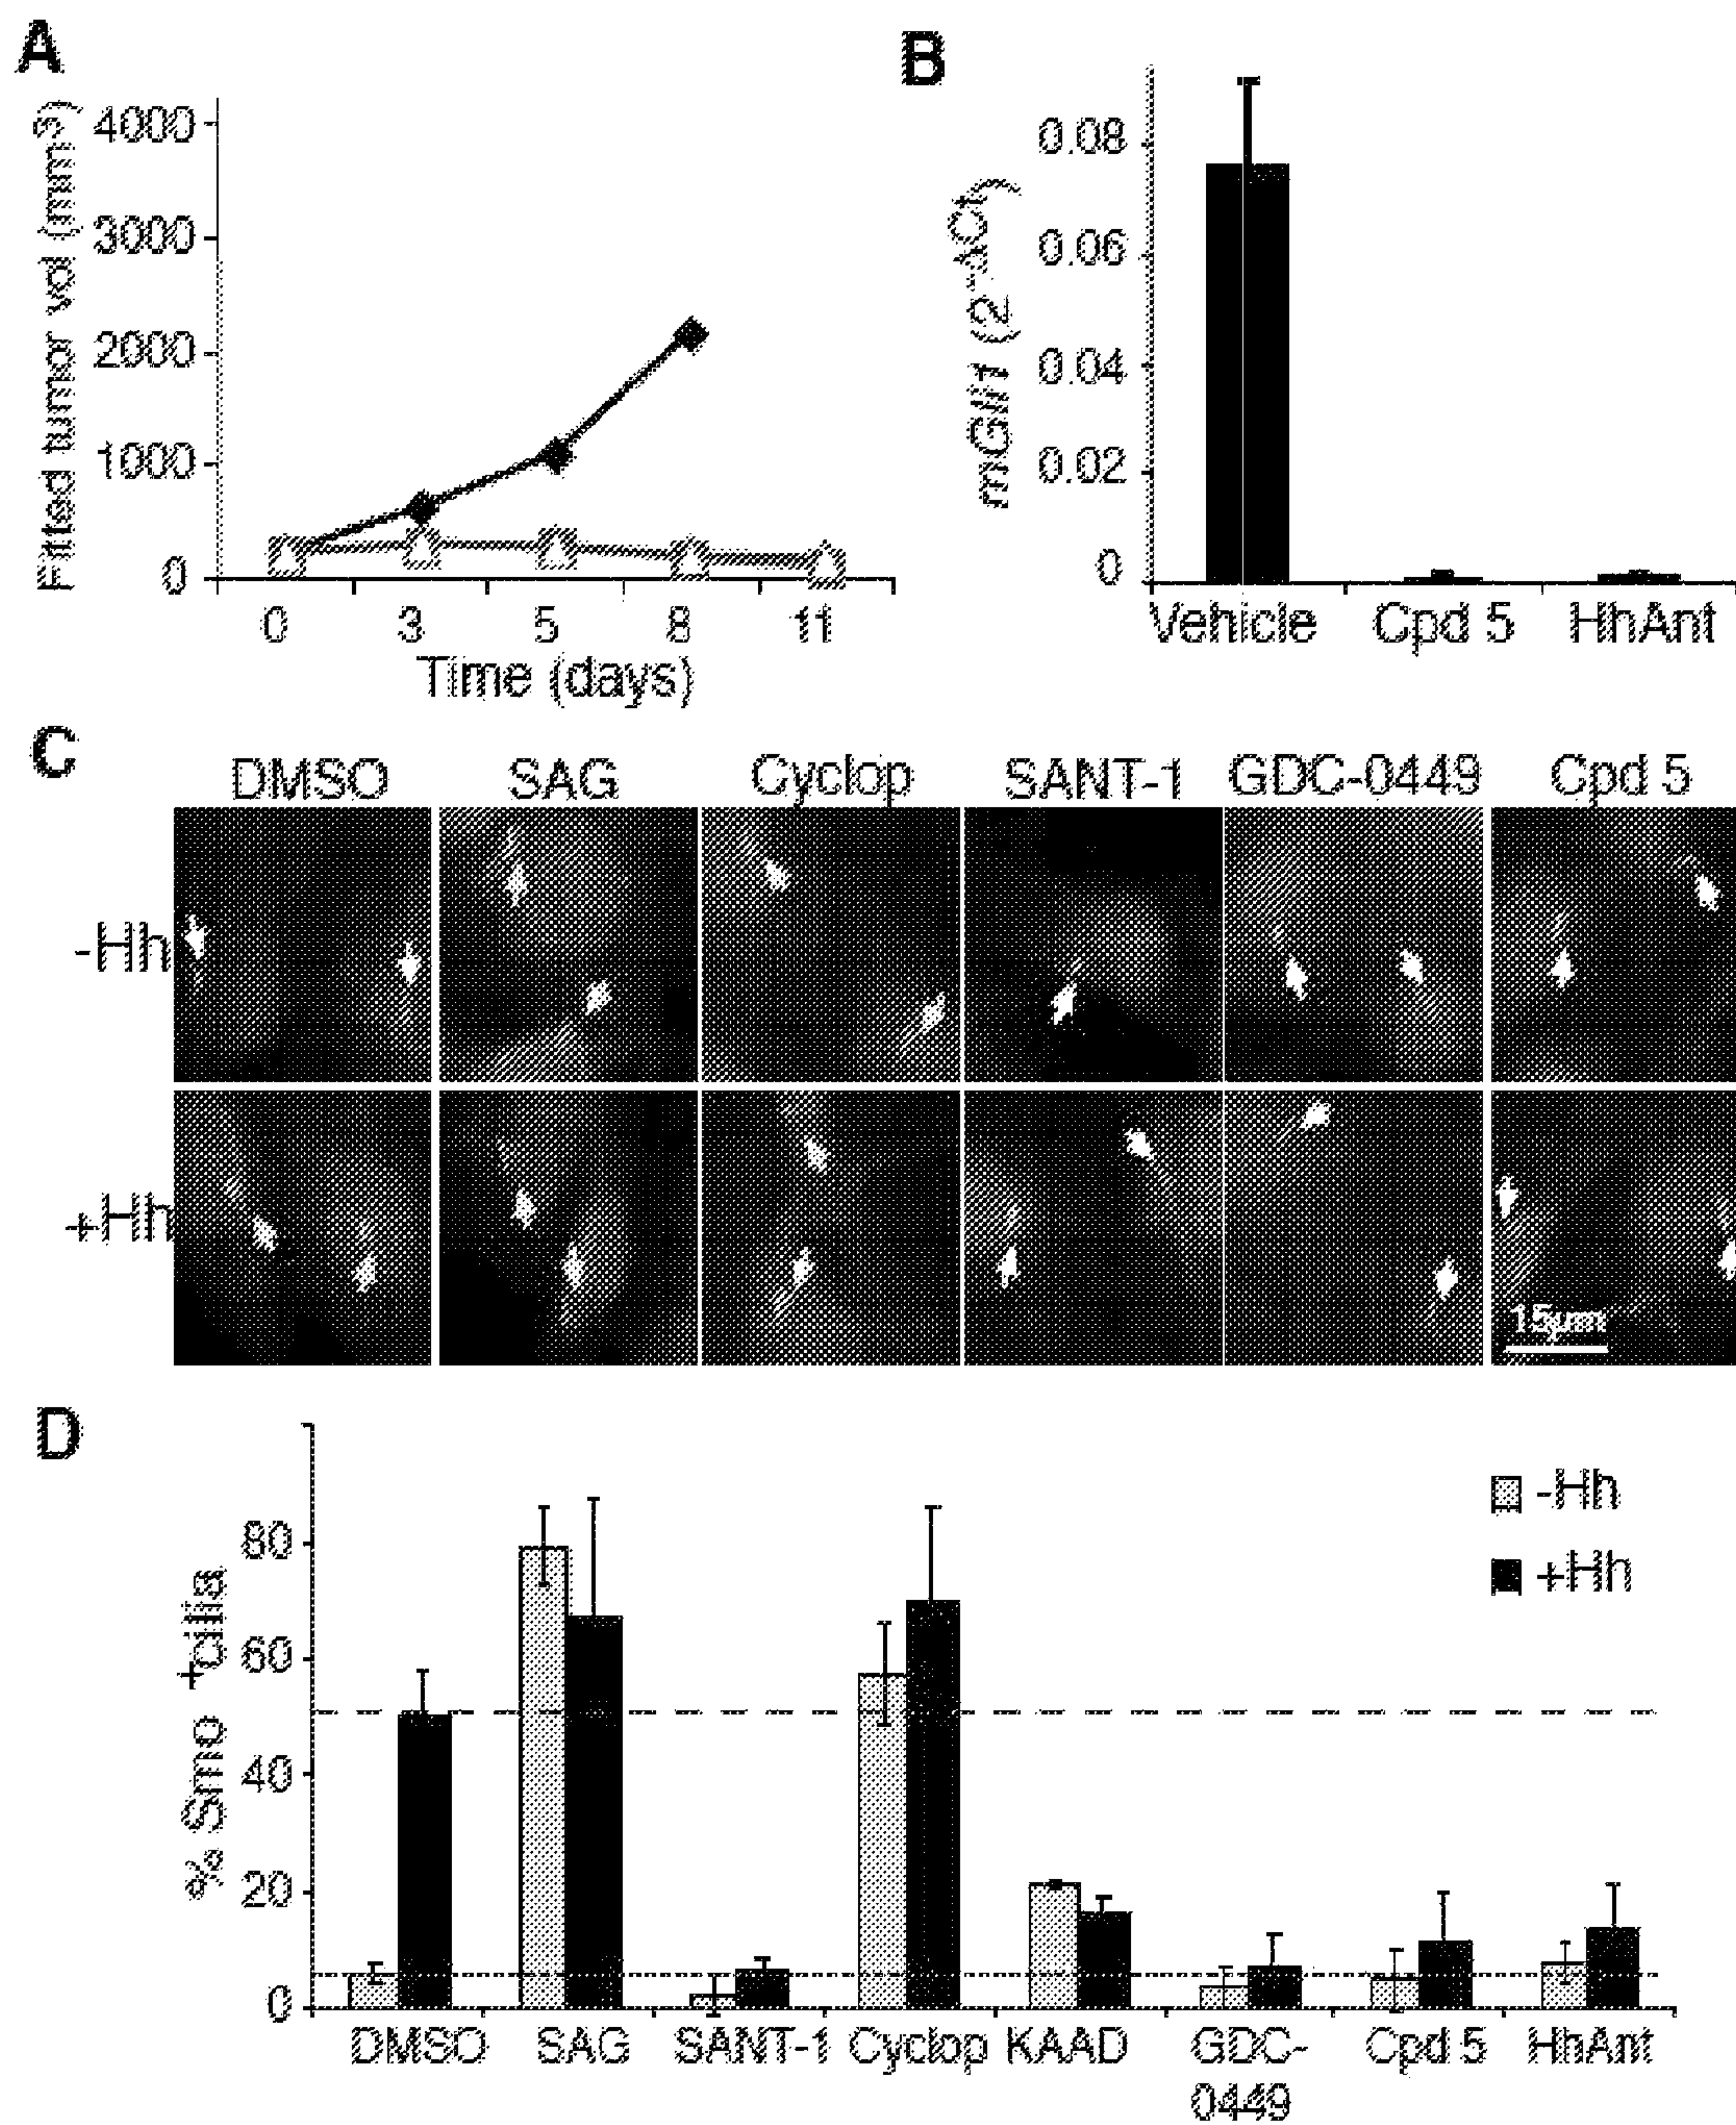 A
Fitted tumor vol (mm³)
4000
3000
2000
1000
0
0 3 5 8 11
Time (days)
B
mGli1 (2⁻ΔCt)
0.08
0.06
0.04
0.02
0
Vehicle Cpd 5 HhAnt
C
DMSO SAG Cyclop SANT-1 GDC-0449 Cpd 5
-Hh
+Hh
15µm
D
% Smo ⁺cilia
80
60
40
20
0
-Hh
+Hh
DMSO SAG SANT-1 Cyclop KAAD GDC-0449 Cpd 5 HhAnt